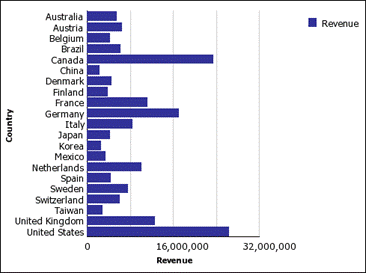 Revenue
Country
Australia
Austria
Belgium
Brazil
Canada
China
Denmark
Finland
France
Germany
Italy
Japan
Korea
Mexico
Netherlands
Spain
Sweden
Switzerland
Taiwan
United Kingdom
United States
0 16,000,000 32,000,000
Revenue